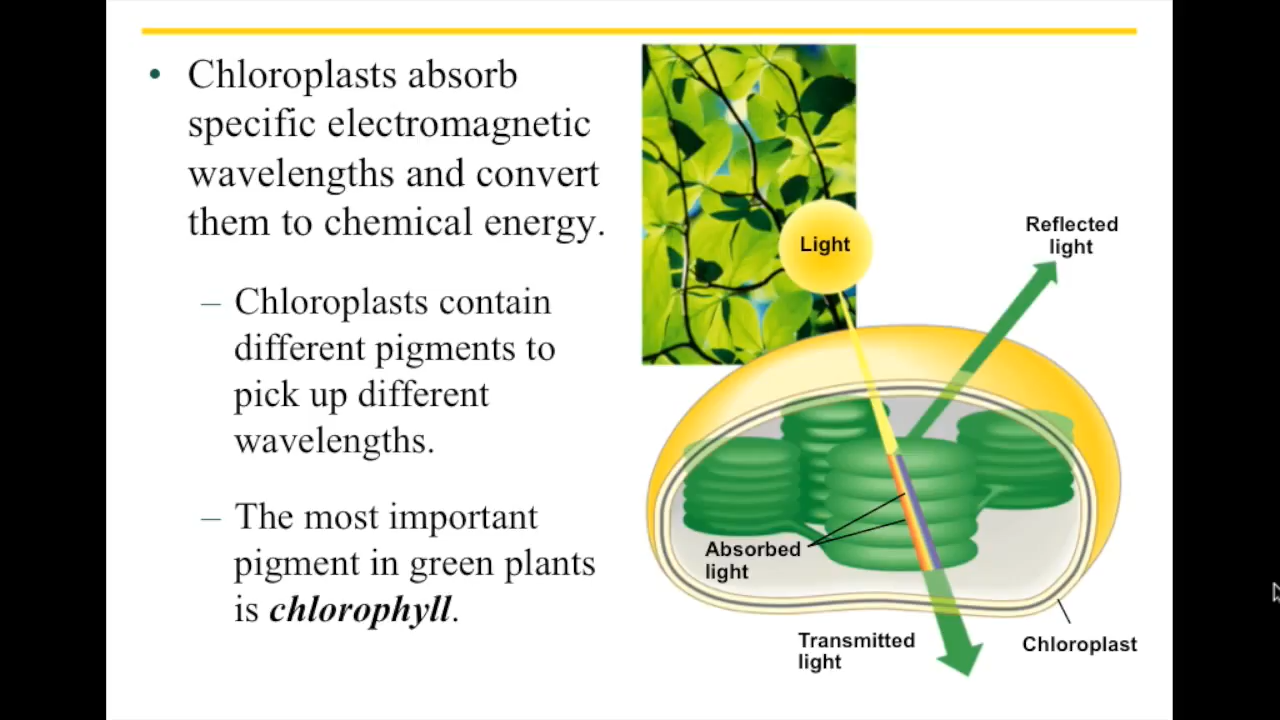 • Chloroplasts absorb
specific electromagnetic
wavelengths and convert
them to chemical energy.
– Chloroplasts contain
different pigments to
pick up different
wavelengths.
– The most important
pigment in green plants
is chlorophyll.
Light
Reflected
light
Absorbed
light
Transmitted
light
Chloroplast